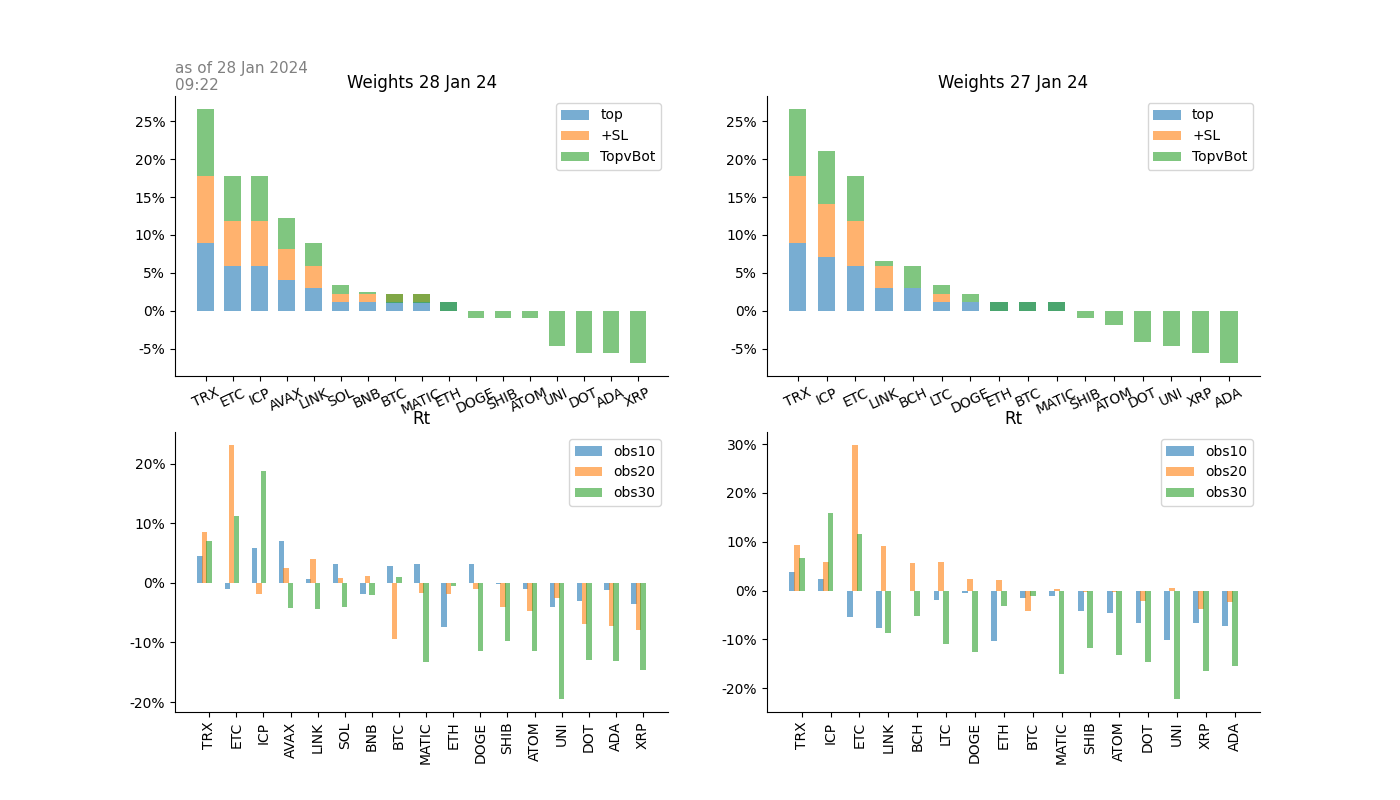 as of 28 Jan 2024
09:22
Weights 28 Jan 24
25%
20%
15%
10%
5%
0%
-5%
top
+SL
TopvBot
TRX ETC ICP AVAX LINK SOL BNB BTC MATIC ETH DOGE SHIB ATOM UNI DOT ADA XRP
Weights 27 Jan 24
25%
20%
15%
10%
5%
0%
-5%
top
+SL
TopvBot
TRX ICP ETC LINK BCH LTC DOGE ETH BTC MATIC SHIB ATOM DOT UNI XRP ADA
Rt
20%
10%
0%
-10%
-20%
obs10
obs20
obs30
TRX ETC ICP AVAX LINK SOL BNB BTC MATIC ETH DOGE SHIB ATOM UNI DOT ADA XRP
Rt
30%
20%
10%
0%
-10%
-20%
obs10
obs20
obs30
TRX ICP ETC LINK BCH LTC DOGE ETH BTC MATIC SHIB ATOM DOT UNI XRP ADA